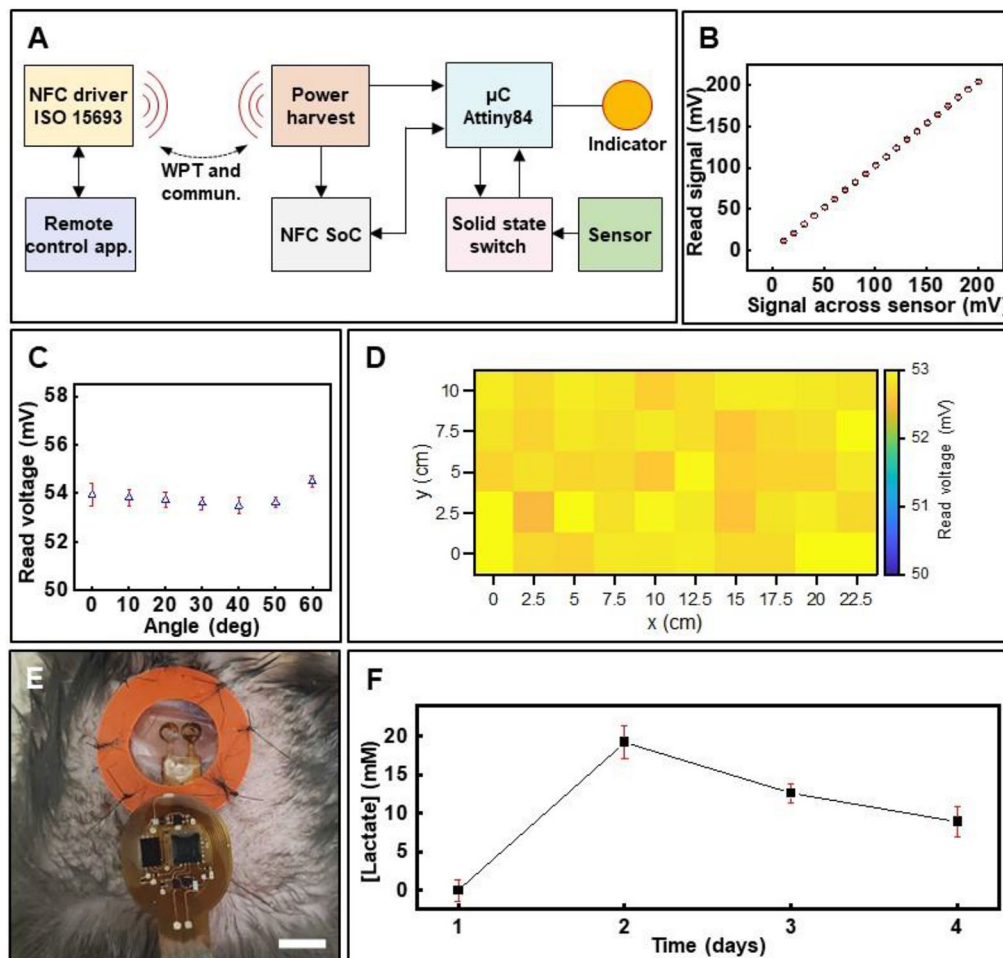 A
NFC driver
ISO 15693
WPT and
commun.
Remote
control app.
Power
harvest
NFC SoC
µC
Attiny84
Indicator
Solid state
switch
Sensor
B
Read signal (mV)
200
150
100
50
0
0 50 100 150 200
Signal across sensor (mV)
C
Read voltage (mV)
58
56
54
52
50
0 10 20 30 40 50 60
Angle (deg)
D
y (cm)
10
7.5
5
2.5
0
0 2.5 5 7.5 10 12.5 15 17.5 20 22.5
x (cm)
53
52
51
50
Read voltage (mV)
E
F
[Lactate] (mM)
20
15
10
5
0
1 2 3 4
Time (days)